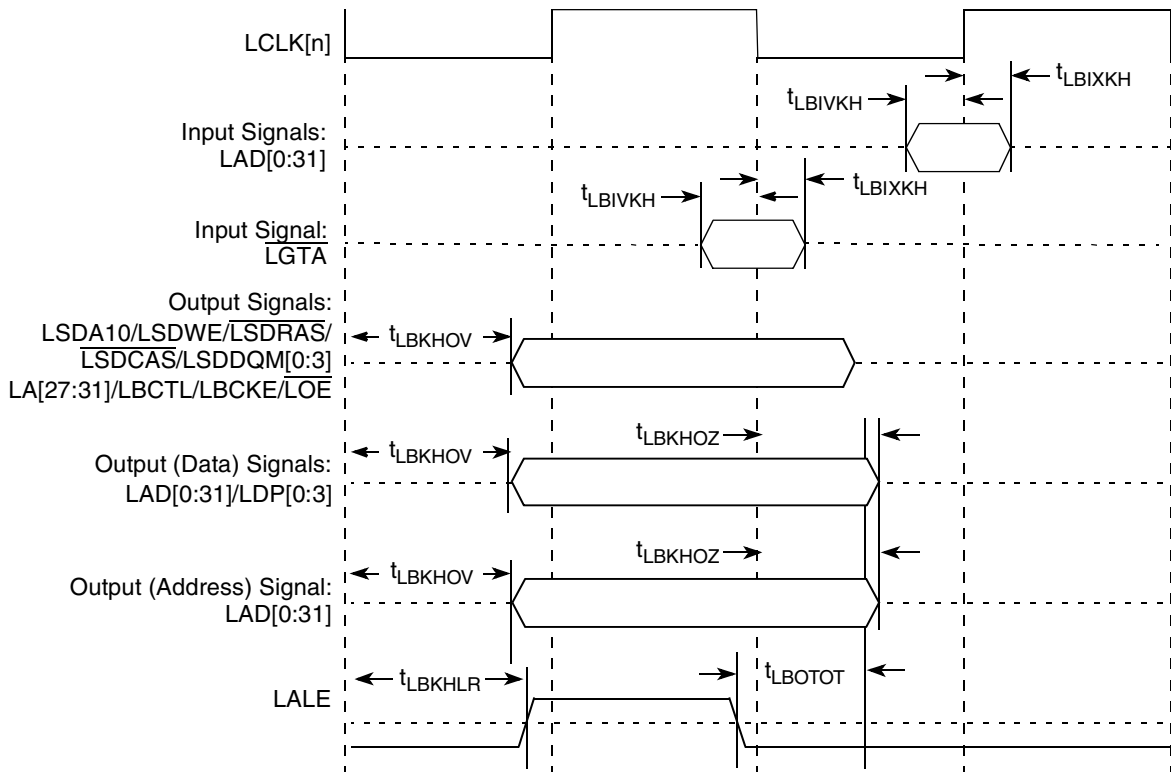 LCLK[n]
tLBIXKH
tLBIVKH
Input Signals:
LAD[0:31]
tLBIXKH
tLBIVKH
Input Signal:
LGTA
Output Signals:
LSDA10/LSDWE/LSDRAS/
LSDCAS/LSDDQM[0:3]
LA[27:31]/LBCTL/LBCKE/LOE
tLBKHOV
tLBKHOZ
tLBKHOV
Output (Data) Signals:
LAD[0:31]/LDP[0:3]
tLBKHOZ
tLBKHOV
Output (Address) Signal:
LAD[0:31]
tLBKHLR
tLBOTOT
LALE